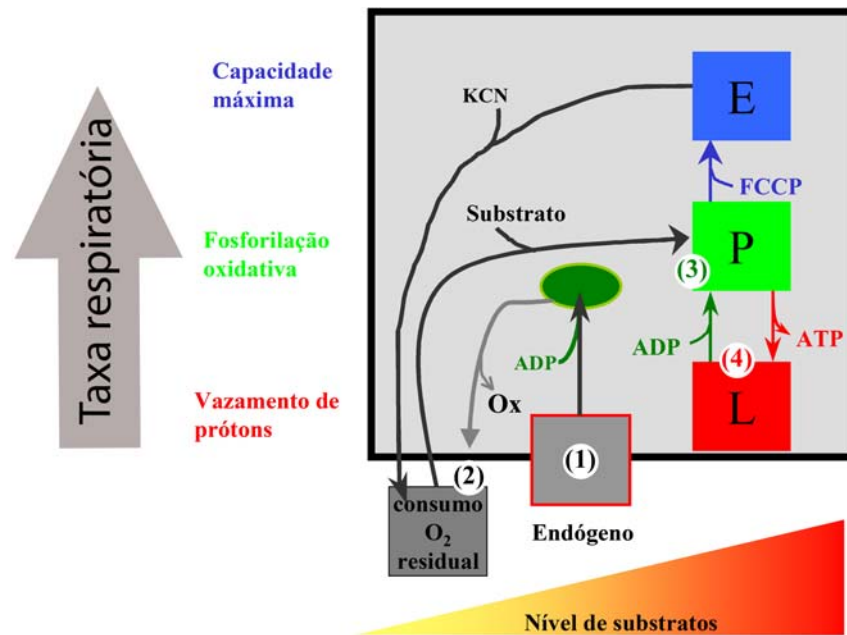 Taxa respiratória
Capacidade
máxima
Fosforilação
oxidativa
Vazamento de
prótons
KCN
E
FCCP
Substrato
P
(3)
ADP
ADP
ATP
(4)
L
Ox
(2)
(1)
consumo
O₂
residual
Endógeno
Nível de substratos